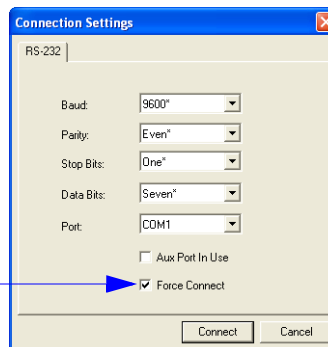 Connection Settings
RS-232
Baud: 9600*
Parity: Even*
Stop Bits: One*
Data Bits: Seven*
Port: COM1
Aux Port In Use
Force Connect
Connect Cancel